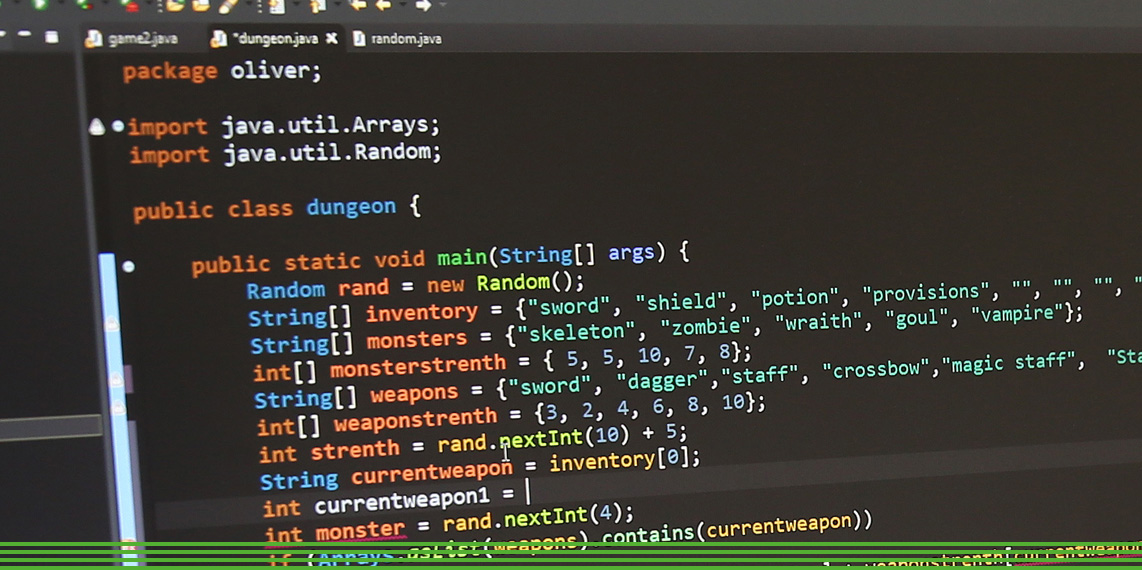 game2.java *dungeon.java random.java
package oliver;
import java.util.Arrays;
import java.util.Random;
public class dungeon {
public static void main(String[] args) {
Random rand = new Random();
String[] inventory = {"sword", "shield", "potion", "provisions", "", "", "", "
String[] monsters = {"skeleton", "zombie", "wraith", "goul", "vampire"};
int[] monsterstrenth = { 5, 5, 10, 7, 8};
String[] weapons = {"sword", "dagger","staff", "crossbow","magic staff", "Sta
int[] weaponstrenth = {3, 2, 4, 6, 8, 10};
int strenth = rand.nextInt(10) + 5;
String currentweapon = inventory[0];
int currentweapon1 =
int monster = rand.nextInt(4);
if (Arrays.asList(weapons).contains(currentweapon))